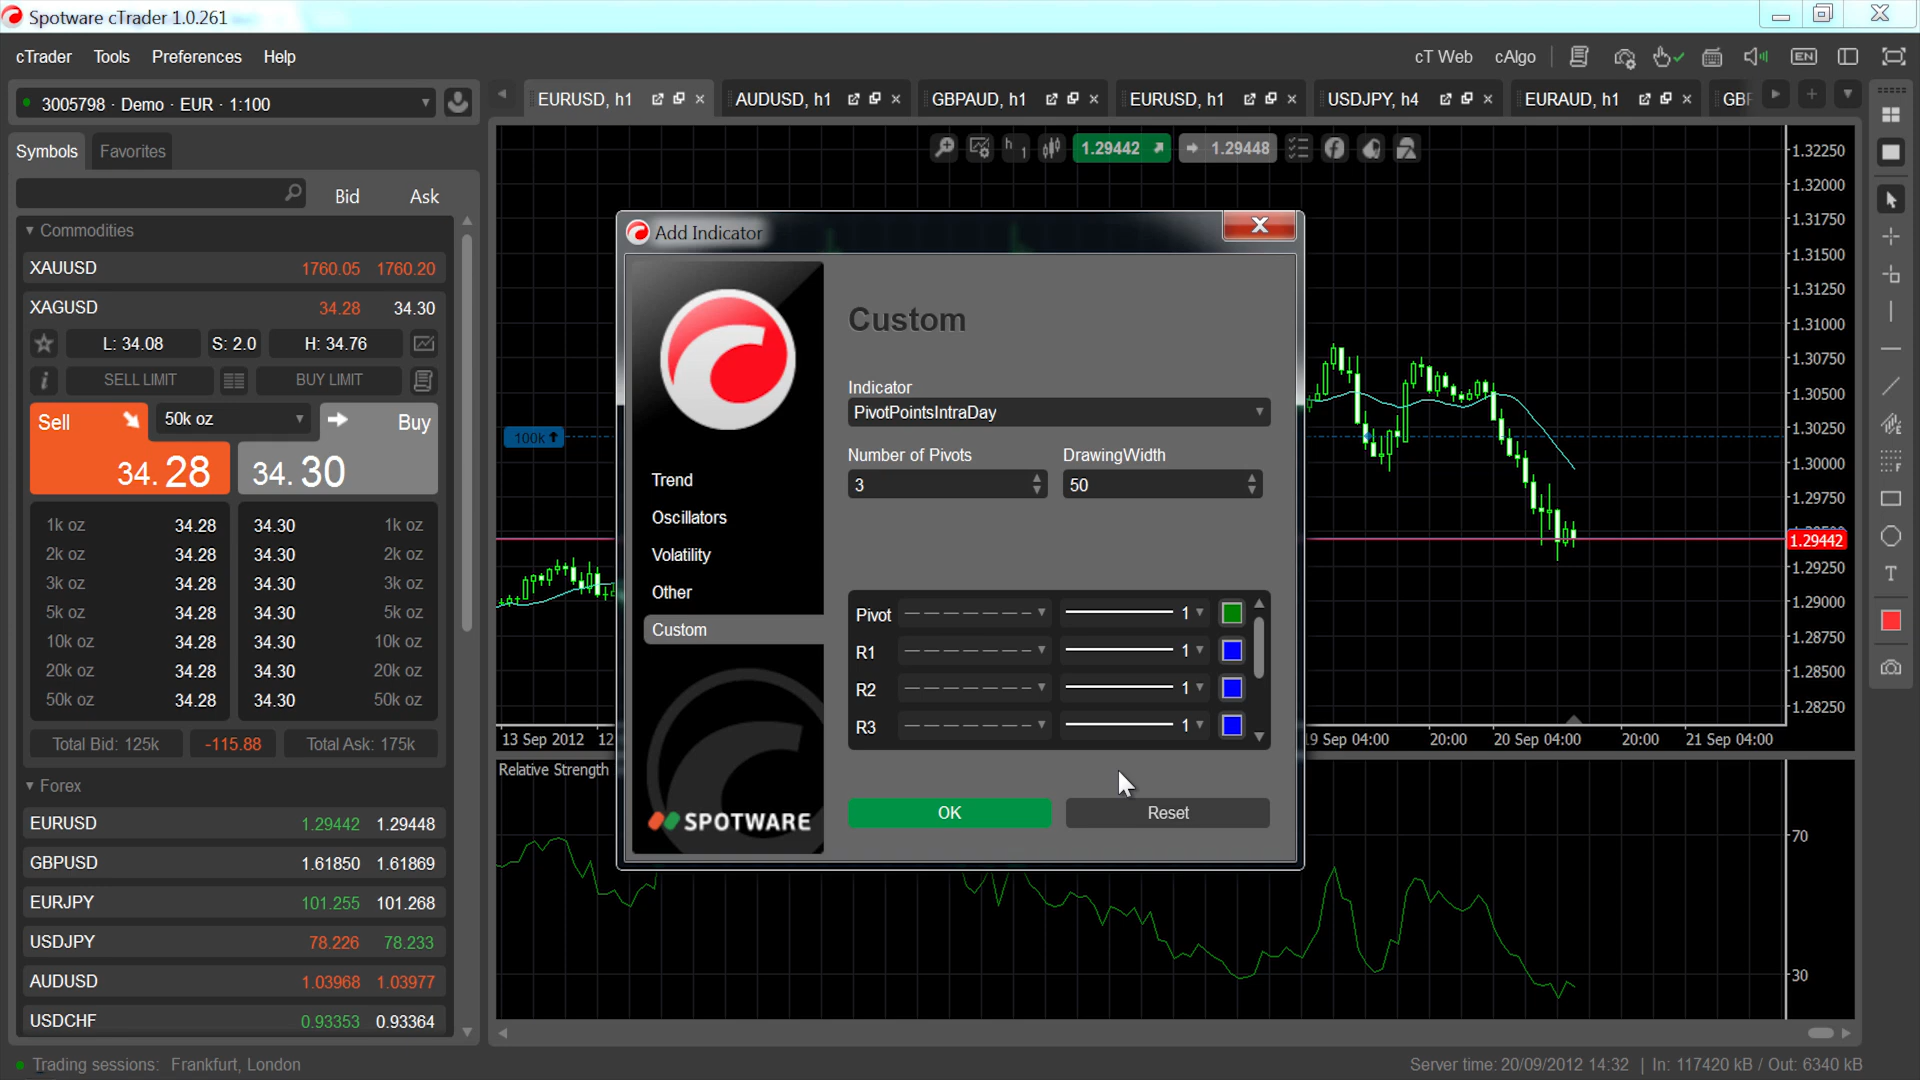 Spotware cTrader 1.0.261
cTrader Tools Preferences Help
cT Web cAlgo EN
3005798 · Demo · EUR · 1:100
EURUSD, h1 AUDUSD, h1 GBPAUD, h1 EURUSD, h1 USDJPY, h4 EURAUD, h1
Symbols Favorites
Bid Ask
Commodities
XAUUSD 1760.05 1760.20
XAGUSD 34.28 34.30
L: 34.08 S: 2.0 H: 34.76
SELL LIMIT BUY LIMIT
Sell 50k oz Buy
34.28 34.30
1k oz 34.28 34.30 1k oz
2k oz 34.28 34.30 2k oz
3k oz 34.28 34.30 3k oz
5k oz 34.28 34.30 5k oz
10k oz 34.28 34.30 10k oz
20k oz 34.28 34.30 20k oz
50k oz 34.28 34.30 50k oz
Total Bid: 125k -115.88 Total Ask: 175k
Forex
EURUSD 1.29442 1.29448
GBPUSD 1.61850 1.61869
EURJPY 101.255 101.268
USDJPY 78.226 78.233
AUDUSD 1.03968 1.03977
USDCHF 0.93353 0.93364
h1 1.29442 1.29448
100k
Add Indicator
Trend
Oscillators
Volatility
Other
Custom
SPOTWARE
Custom
Indicator
PivotPointsIntraDay
Number of Pivots DrawingWidth
3 50
Pivot 1
R1 1
R2 1
R3 1
OK Reset
1.32250
1.32000
1.31750
1.31500
1.31250
1.31000
1.30750
1.30500
1.30250
1.30000
1.29750
1.29442
1.29250
1.29000
1.28750
1.28500
1.28250
13 Sep 2012 19 Sep 04:00 20:00 20 Sep 04:00 20:00 21 Sep 04:00
Relative Strength
70
30
Trading sessions: Frankfurt, London
Server time: 20/09/2012 14:32 | In: 117420 kB / Out: 6340 kB